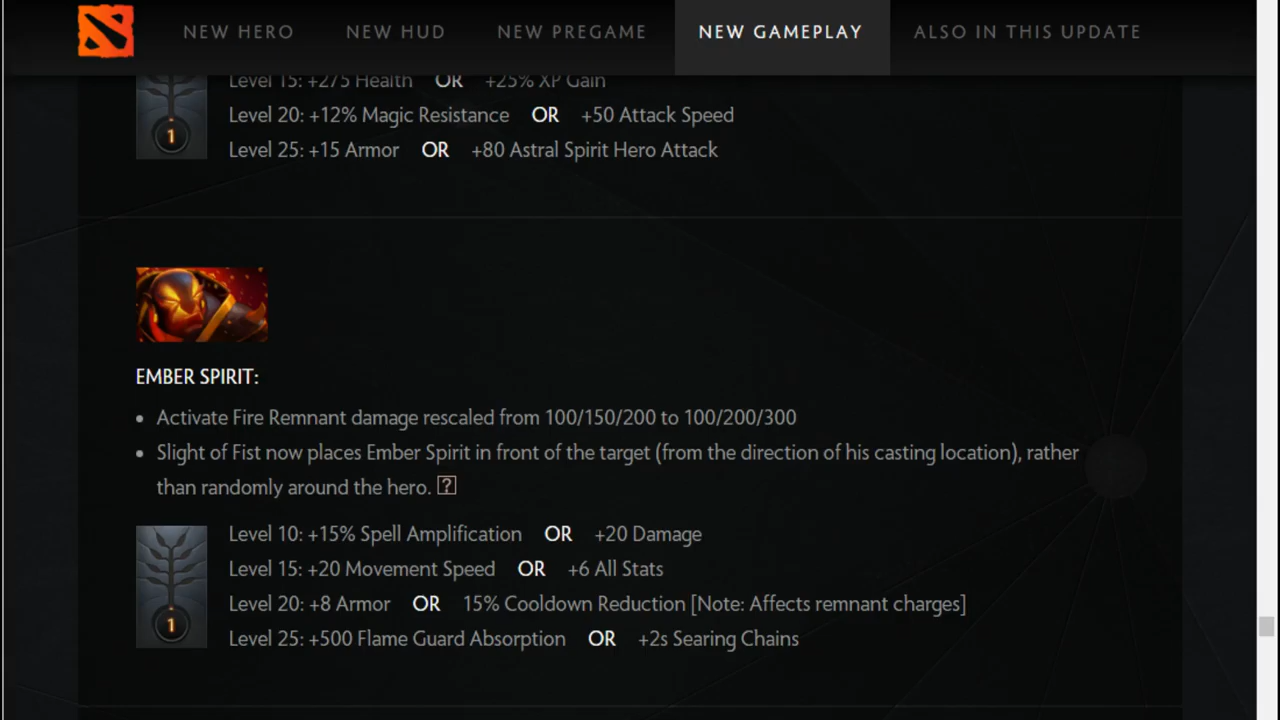 NEW HERO NEW HUD NEW PREGAME NEW GAMEPLAY ALSO IN THIS UPDATE
Level 15: +275 Health OR +25% XP Gain
Level 20: +12% Magic Resistance OR +50 Attack Speed
1
Level 25: +15 Armor OR +80 Astral Spirit Hero Attack
EMBER SPIRIT:
• Activate Fire Remnant damage rescaled from 100/150/200 to 100/200/300
• Slight of Fist now places Ember Spirit in front of the target (from the direction of his casting location), rather
than randomly around the hero. ?
Level 10: +15% Spell Amplification OR +20 Damage
Level 15: +20 Movement Speed OR +6 All Stats
Level 20: +8 Armor OR 15% Cooldown Reduction [Note: Affects remnant charges]
1
Level 25: +500 Flame Guard Absorption OR +2s Searing Chains